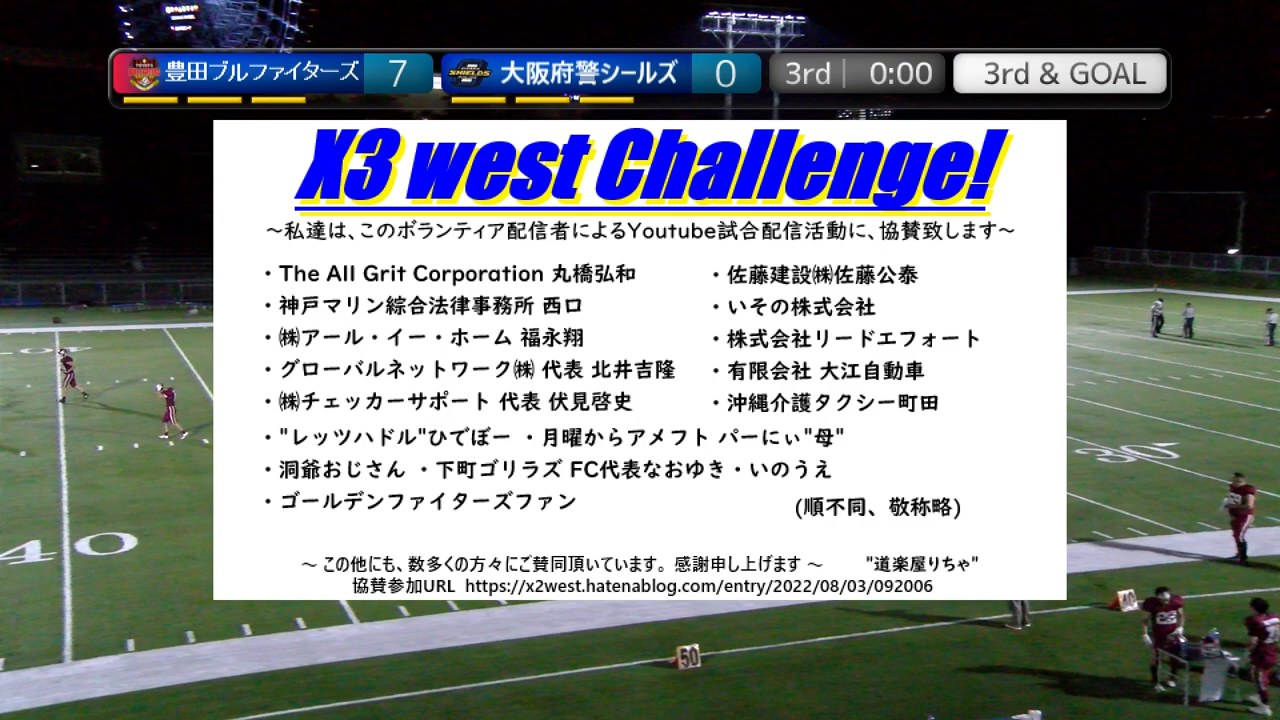 豊田ブルファイターズ 7 大阪府警シールズ 0 3rd 0:00 3rd & GOAL
X3 west Challenge!
～私達は、このボランティア配信者によるYoutube試合配信活動に、協賛致します～
・The All Grit Corporation 丸橋弘和
・佐藤建設㈱佐藤公泰
・神戸マリン綜合法律事務所 西口
・いその株式会社
・㈱アール・イー・ホーム 福永翔
・株式会社リードエフォート
・グローバルネットワーク㈱ 代表 北井吉隆
・有限会社 大江自動車
・㈱チェッカーサポート 代表 伏見啓史
・沖縄介護タクシー町田
・"レッツハドル"ひでぼー ・月曜からアメフト パーにぃ"母"
・洞爺おじさん ・下町ゴリラズ FC代表なおゆき・いのうえ
・ゴールデンファイターズファン
(順不同、敬称略)
～ この他にも、数多くの方々にご賛同頂いています。感謝申し上げます ～ "道楽屋りちゃ"
協賛参加URL https://x2west.hatenablog.com/entry/2022/08/03/092006
30
40
40
50